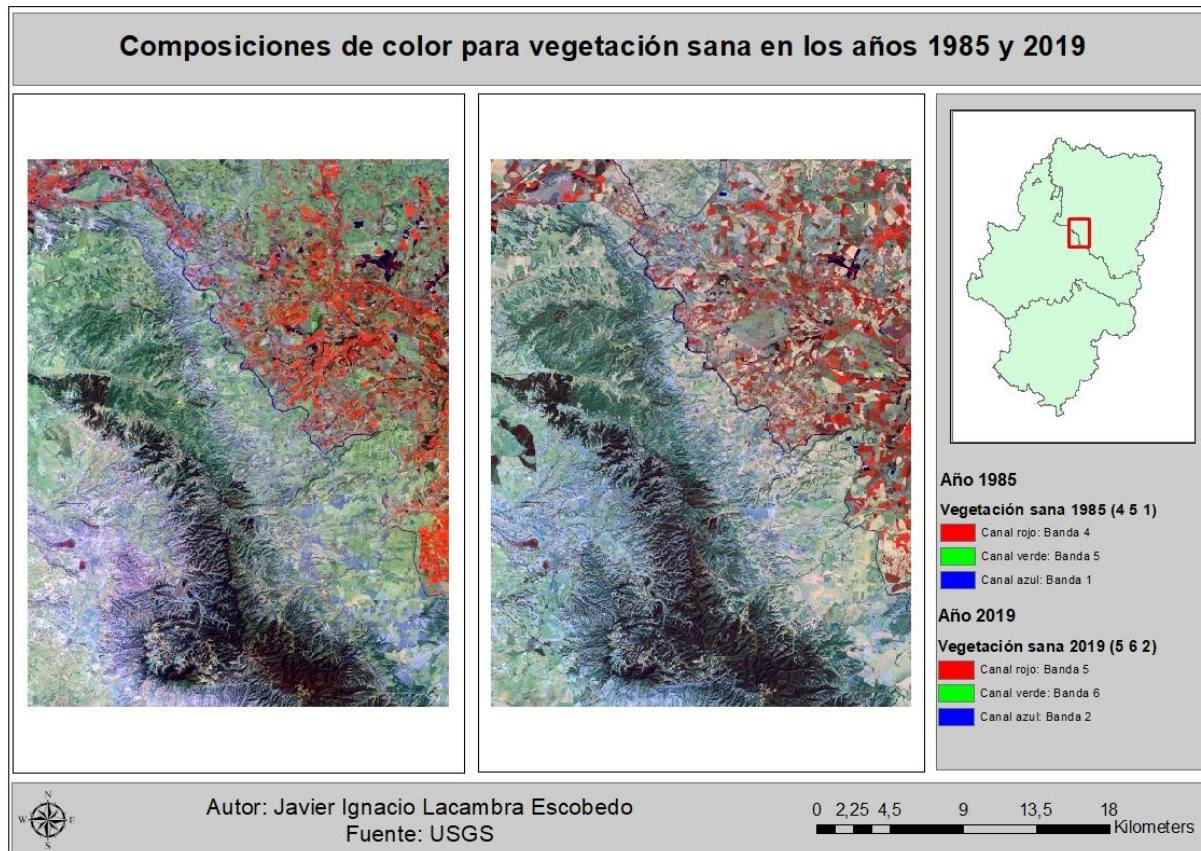 Composiciones de color para vegetación sana en los años 1985 y 2019
Año 1985
Vegetación sana 1985 (4 5 1)
Canal rojo: Banda 4
Canal verde: Banda 5
Canal azul: Banda 1
Año 2019
Vegetación sana 2019 (5 6 2)
Canal rojo: Banda 5
Canal verde: Banda 6
Canal azul: Banda 2
N
W E
S
Autor: Javier Ignacio Lacambra Escobedo
Fuente: USGS
0 2,25 4,5 9 13,5 18
Kilometers